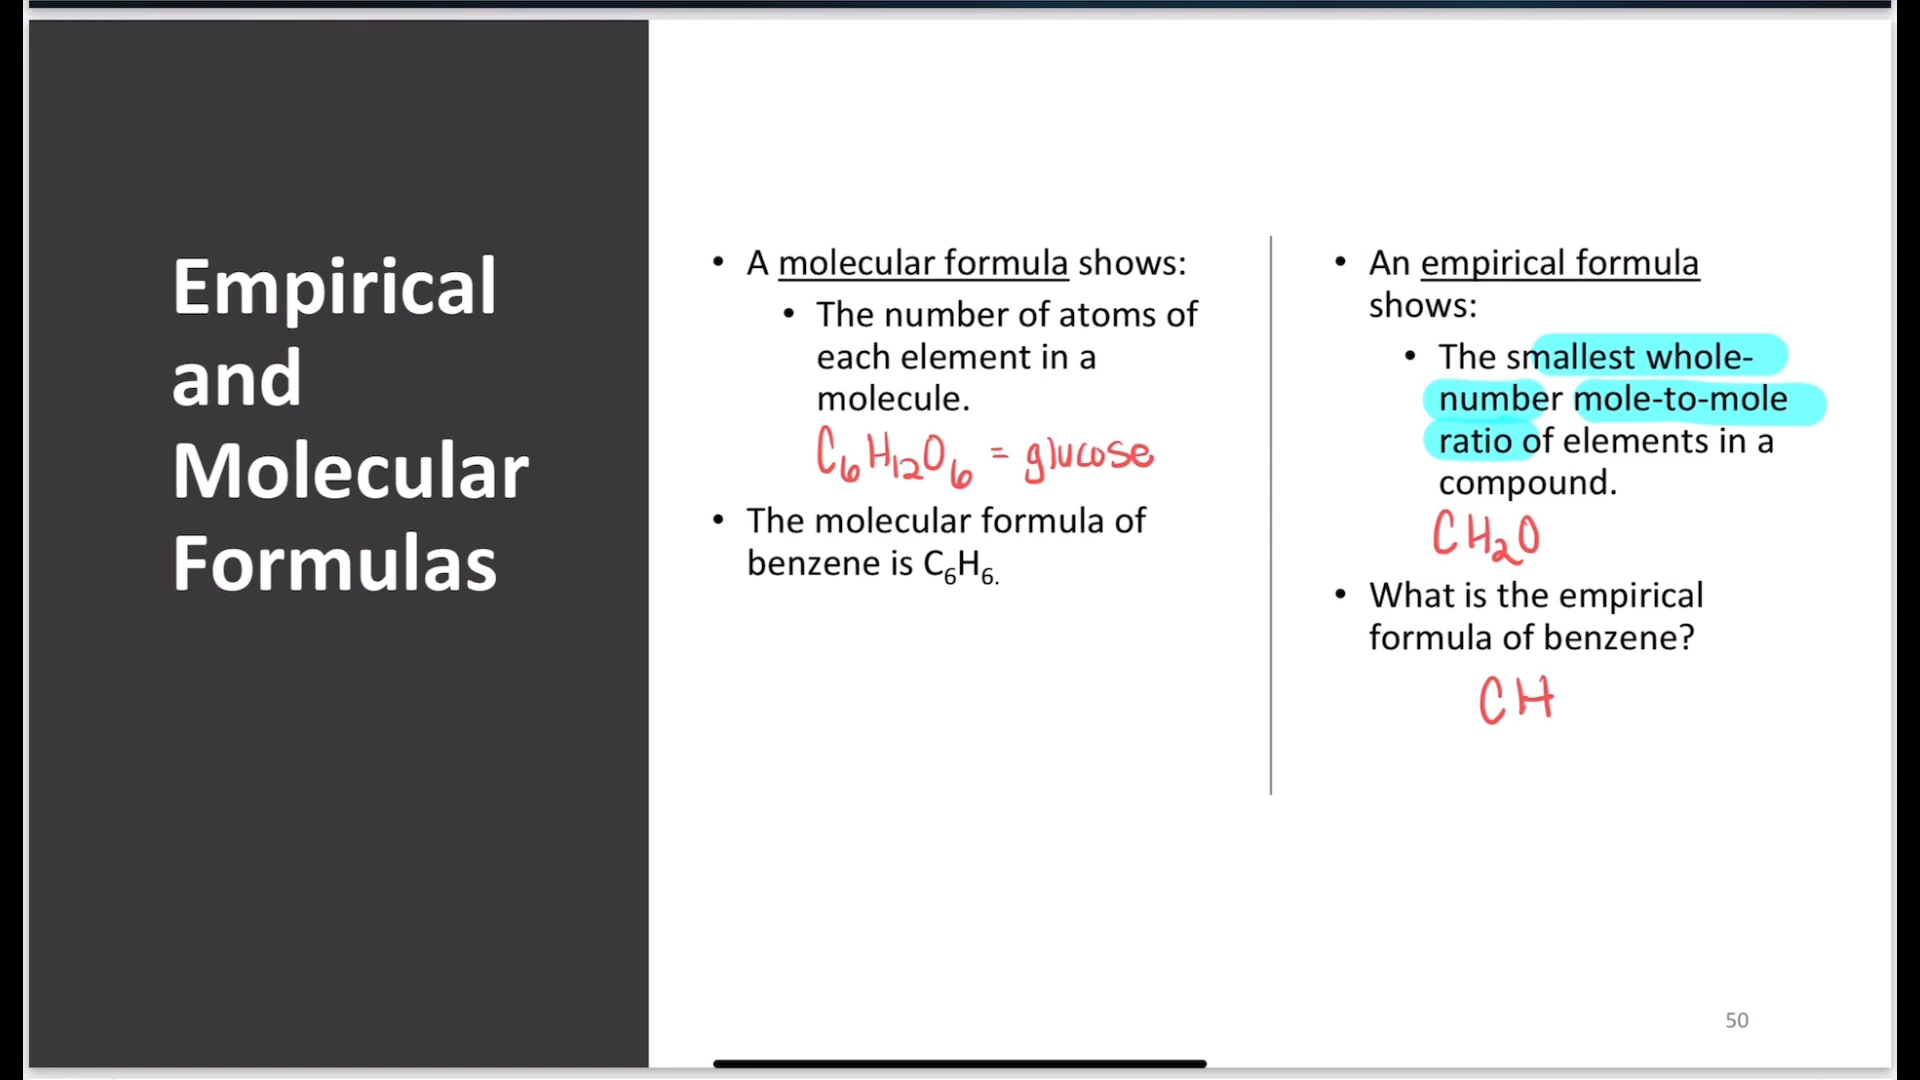 Empirical
and
Molecular
Formulas
• A molecular formula shows:
• The number of atoms of
each element in a
molecule.
C₆H₁₂O₆ = glucose
• The molecular formula of
benzene is C₆H₆.
• An empirical formula
shows:
• The smallest whole-
number mole-to-mole
ratio of elements in a
compound.
CH₂O
• What is the empirical
formula of benzene?
CH
50